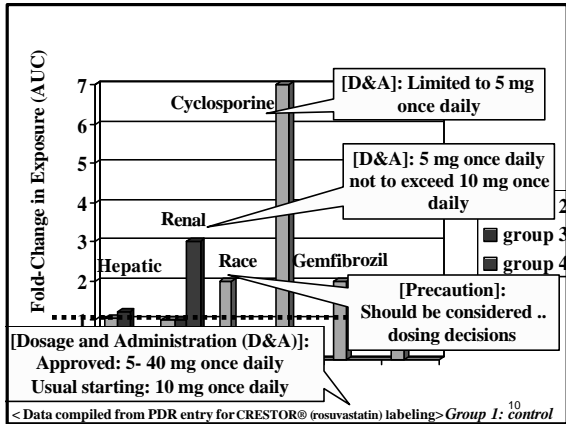 Fold-Change in Exposure (AUC)
7
6
5
4
3
2
1
Cyclosporine
[D&A]: Limited to 5 mg
once daily
[D&A]: 5 mg once daily
not to exceed 10 mg once
daily
Renal
Hepatic
Race
Gemfibrozil
2
group 3
group 4
[Precaution]:
Should be considered ..
dosing decisions
[Dosage and Administration (D&A)]:
Approved: 5- 40 mg once daily
Usual starting: 10 mg once daily
10
< Data compiled from PDR entry for CRESTOR® (rosuvastatin) labeling> Group 1: control